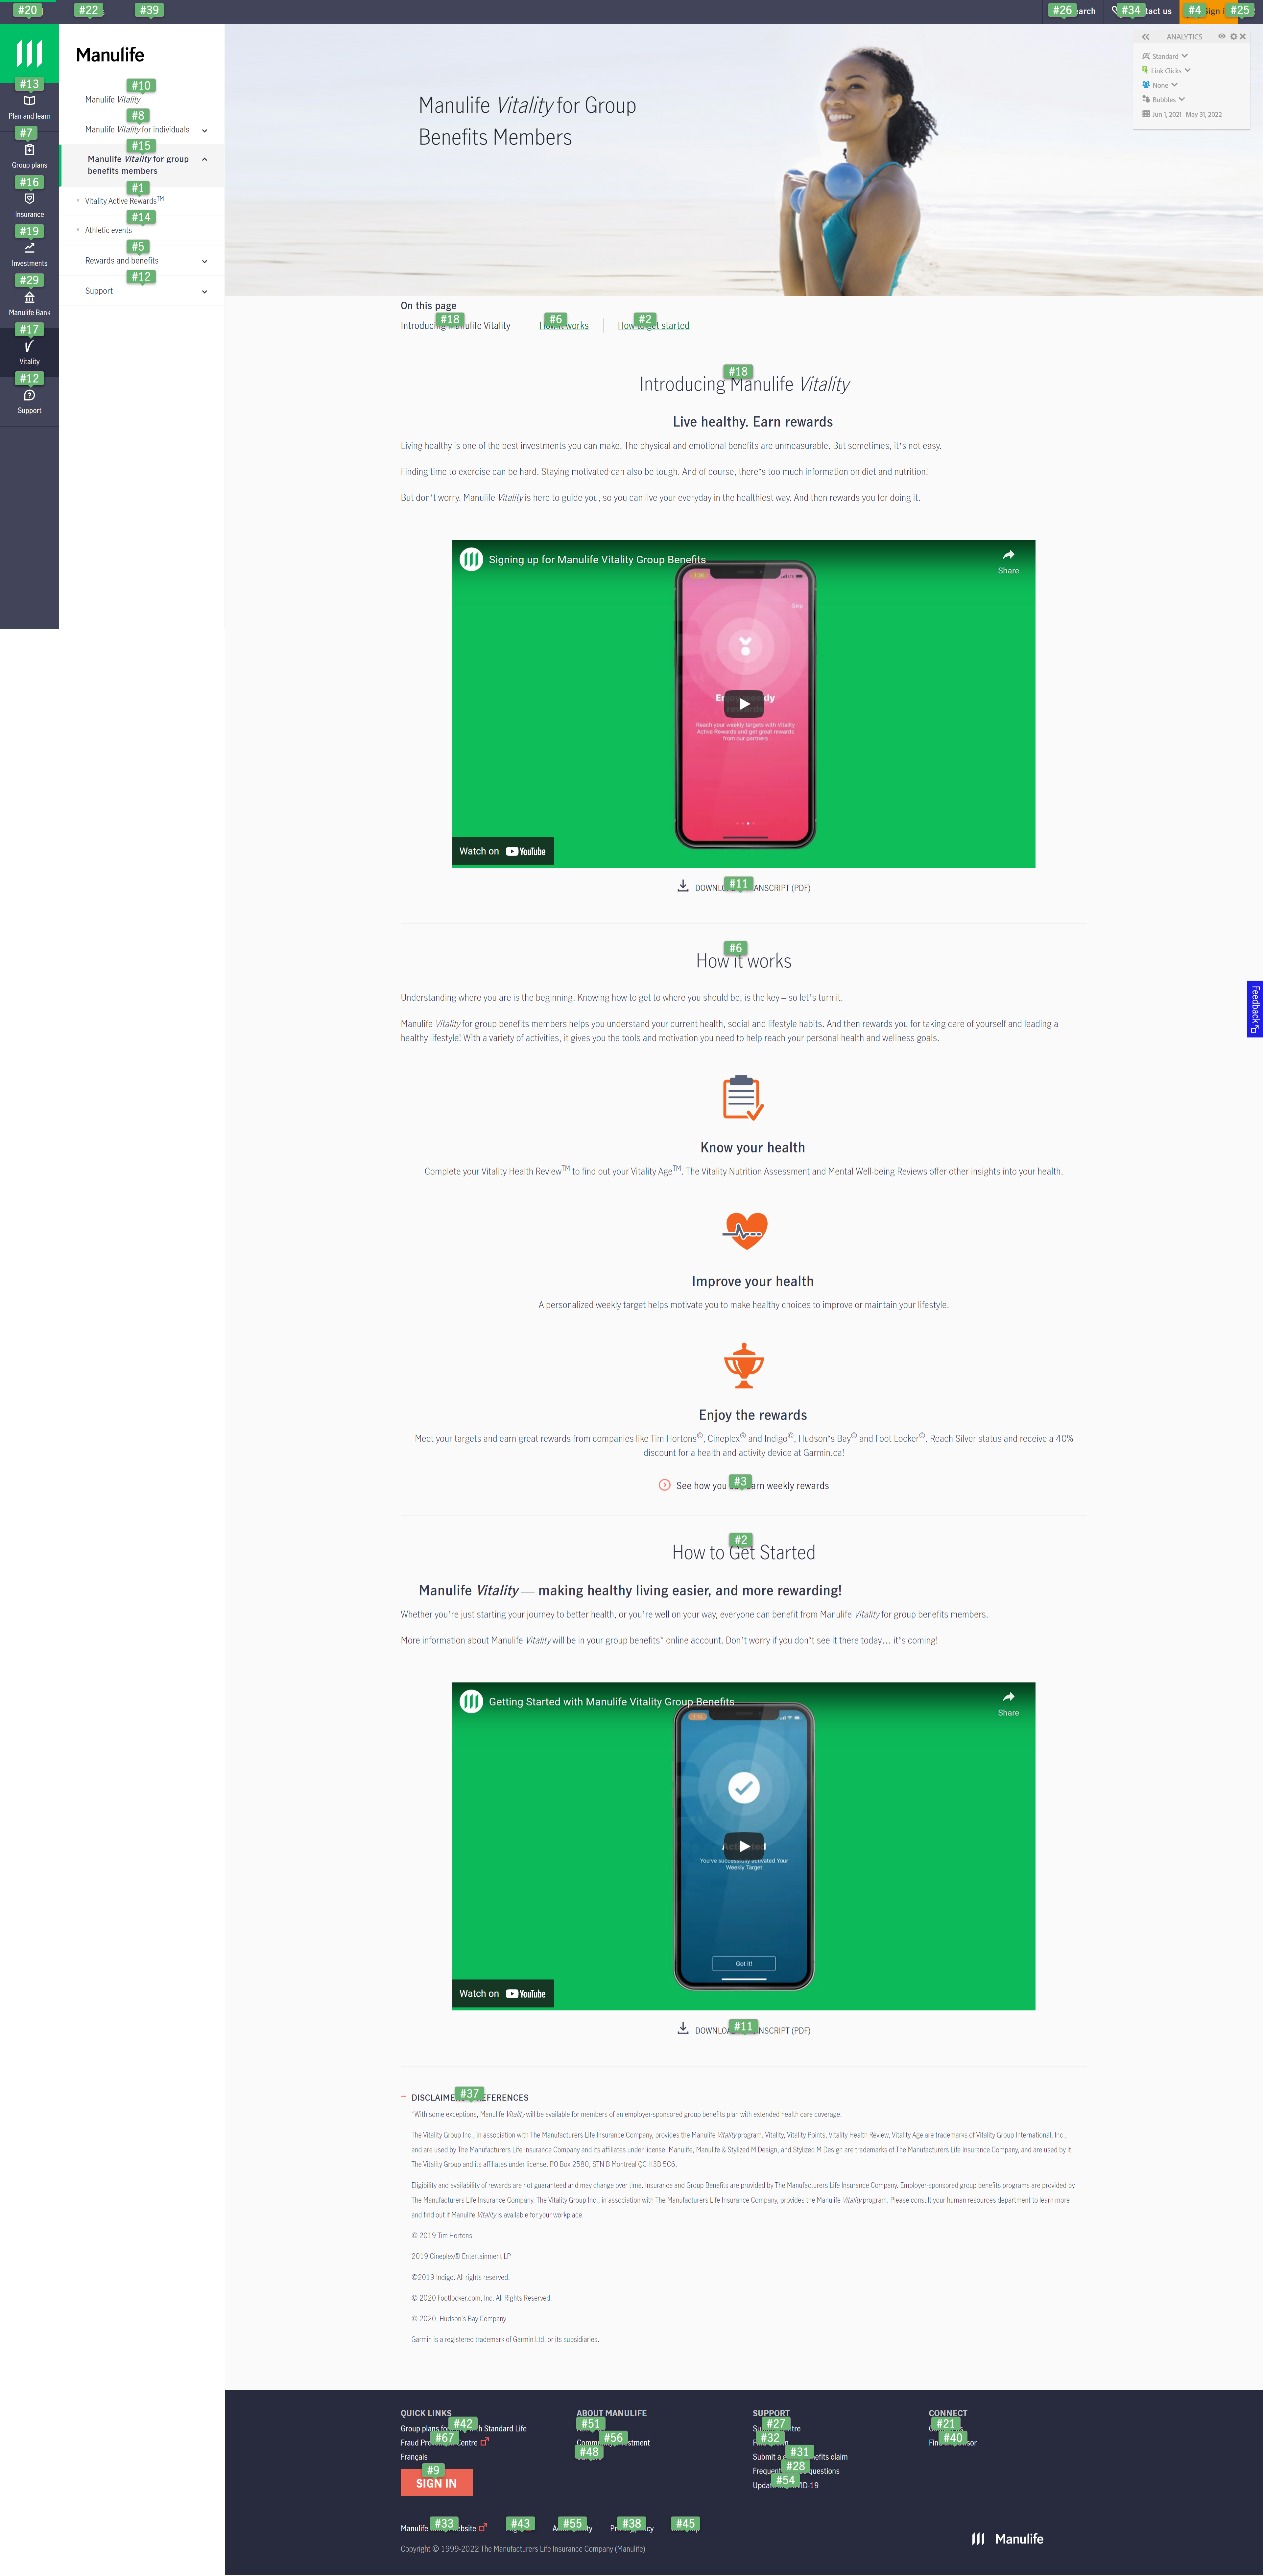 #20
#22
#39
#26
arch
#34
tact us
#4
Sign i
#25
Manulife
ANALYTICS
Standard
Link Clicks
None
Bubbles
Jun 1, 2021- May 31, 2022
#13
Plan and learn
#7
Group plans
#16
Insurance
#19
Investments
#29
Manulife Bank
#17
Vitality
#12
Support
#10
Manulife Vitality
#8
Manulife Vitality for individuals
#15
Manulife Vitality for group
benefits members
#1
Vitality Active Rewards™
#14
Athletic events
#5
Rewards and benefits
#12
Support
Manulife Vitality for Group
Benefits Members
On this page
#18
Introducing Manulife Vitality
#6
How it works
#2
How to get started
#18
Introducing Manulife Vitality
Live healthy. Earn rewards
Living healthy is one of the best investments you can make. The physical and emotional benefits are unmeasurable. But sometimes, it's not easy.
Finding time to exercise can be hard. Staying motivated can also be tough. And of course, there's too much information on diet and nutrition!
But don't worry. Manulife Vitality is here to guide you, so you can live your everyday in the healthiest way. And then rewards you for doing it.
Signing up for Manulife Vitality Group Benefits
Share
Skip
Enjoy weekly
Reach your weekly targets with Vitality
Active Rewards and get great rewards
from our partners
Watch on YouTube
#11
DOWNLOAD TRANSCRIPT (PDF)
#6
How it works
Understanding where you are is the beginning. Knowing how to get to where you should be, is the key – so let's turn it.
Manulife Vitality for group benefits members helps you understand your current health, social and lifestyle habits. And then rewards you for taking care of yourself and leading a
healthy lifestyle! With a variety of activities, it gives you the tools and motivation you need to help reach your personal health and wellness goals.
Feedback
Know your health
Complete your Vitality Health Review™ to find out your Vitality Age™. The Vitality Nutrition Assessment and Mental Well-being Reviews offer other insights into your health.
Improve your health
A personalized weekly target helps motivate you to make healthy choices to improve or maintain your lifestyle.
Enjoy the rewards
Meet your targets and earn great rewards from companies like Tim Hortons©, Cineplex® and Indigo©, Hudson's Bay© and Foot Locker©. Reach Silver status and receive a 40%
discount for a health and activity device at Garmin.ca!
#3
See how you can earn weekly rewards
#2
How to Get Started
Manulife Vitality — making healthy living easier, and more rewarding!
Whether you're just starting your journey to better health, or you're well on your way, everyone can benefit from Manulife Vitality for group benefits members.
More information about Manulife Vitality will be in your group benefits* online account. Don't worry if you don't see it there today… it's coming!
Getting Started with Manulife Vitality Group Benefits
Share
Activated
You've successfully activated Your
Weekly Target
Got it!
Watch on YouTube
#11
DOWNLOAD TRANSCRIPT (PDF)
#37
DISCLAIMERS REFERENCES
*With some exceptions, Manulife Vitality will be available for members of an employer-sponsored group benefits plan with extended health care coverage.
The Vitality Group Inc., in association with The Manufacturers Life Insurance Company, provides the Manulife Vitality program. Vitality, Vitality Points, Vitality Health Review, Vitality Age are trademarks of Vitality Group International, Inc.,
and are used by The Manufacturers Life Insurance Company and its affiliates under license. Manulife, Manulife & Stylized M Design, and Stylized M Design are trademarks of The Manufacturers Life Insurance Company, and are used by it,
The Vitality Group and its affiliates under license. PO Box 2580, STN B Montreal QC H3B 5C6.
Eligibility and availability of rewards are not guaranteed and may change over time. Insurance and Group Benefits are provided by The Manufacturers Life Insurance Company. Employer-sponsored group benefits programs are provided by
The Manufacturers Life Insurance Company. The Vitality Group Inc., in association with The Manufacturers Life Insurance Company, provides the Manulife Vitality program. Please consult your human resources department to learn more
and find out if Manulife Vitality is available for your workplace.
© 2019 Tim Hortons
2019 Cineplex® Entertainment LP
©2019 Indigo. All rights reserved.
© 2020 Footlocker.com, Inc. All Rights Reserved.
© 2020, Hudson's Bay Company
Garmin is a registered trademark of Garmin Ltd. or its subsidiaries.
QUICK LINKS
#42
Group plans th Standard Life
#67
Fraud Prevention Centre
Français
#9
SIGN IN
ABOUT MANULIFE
#51
#56
Community Investment
#48
SUPPORT
#27
Support Centre
#32
#31
Submit a benefits claim
#28
Frequent questions
#54
Update COVID-19
CONNECT
#21
#40
Find an advisor
#33
Manulife website
#43
#55
Accessibility
#38
Privacy policy
#45
Copyright © 1999-2022 The Manufacturers Life Insurance Company (Manulife)
Manulife